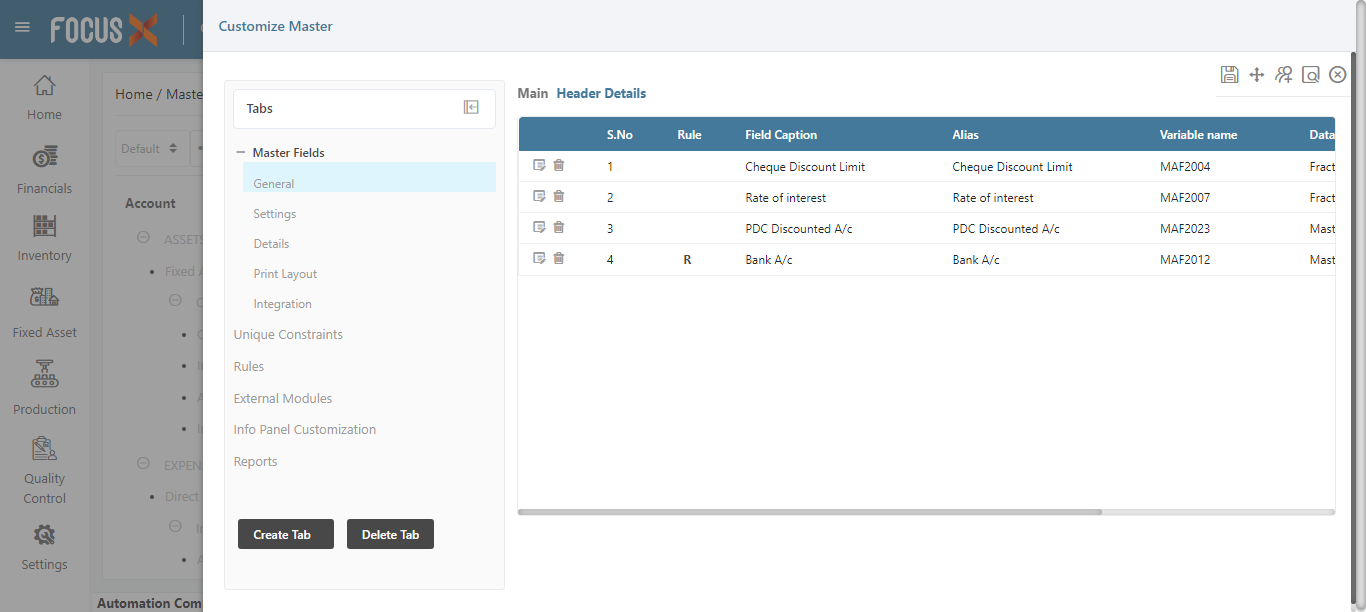 FOCUS X
Customize Master
Home
Financials
Inventory
Fixed Asset
Production
Quality
Control
Settings
Home / Maste
Default
Account
ASSETS
Fixed A
EXPEN
Direct
Automation Com
Tabs
Master Fields
General
Settings
Details
Print Layout
Integration
Unique Constraints
Rules
External Modules
Info Panel Customization
Reports
Create Tab Delete Tab
Main Header Details
S.No Rule Field Caption Alias Variable name Data
1 Cheque Discount Limit Cheque Discount Limit MAF2004 Fract
2 Rate of interest Rate of interest MAF2007 Fract
3 PDC Discounted A/c PDC Discounted A/c MAF2023 Mast
4 R Bank A/c Bank A/c MAF2012 Mast